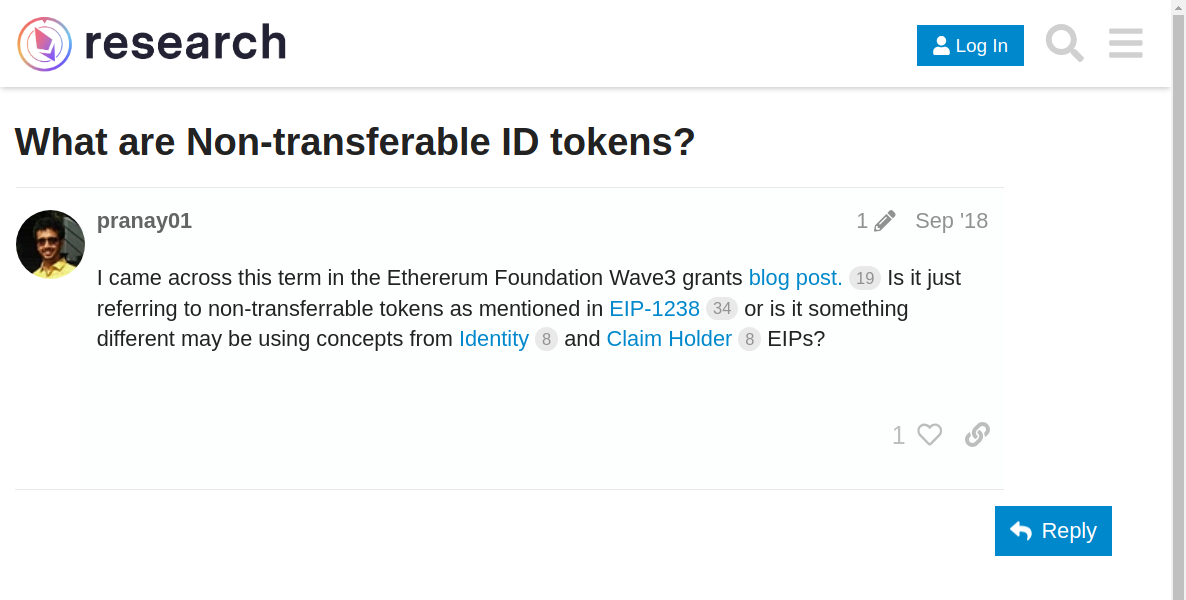 research
Log In
What are Non-transferable ID tokens?
pranay01
1
Sep '18
I came across this term in the Ethererum Foundation Wave3 grants blog post. 19 Is it just
referring to non-transferrable tokens as mentioned in EIP-1238 34 or is it something
different may be using concepts from Identity 8 and Claim Holder 8 EIPs?
1
Reply